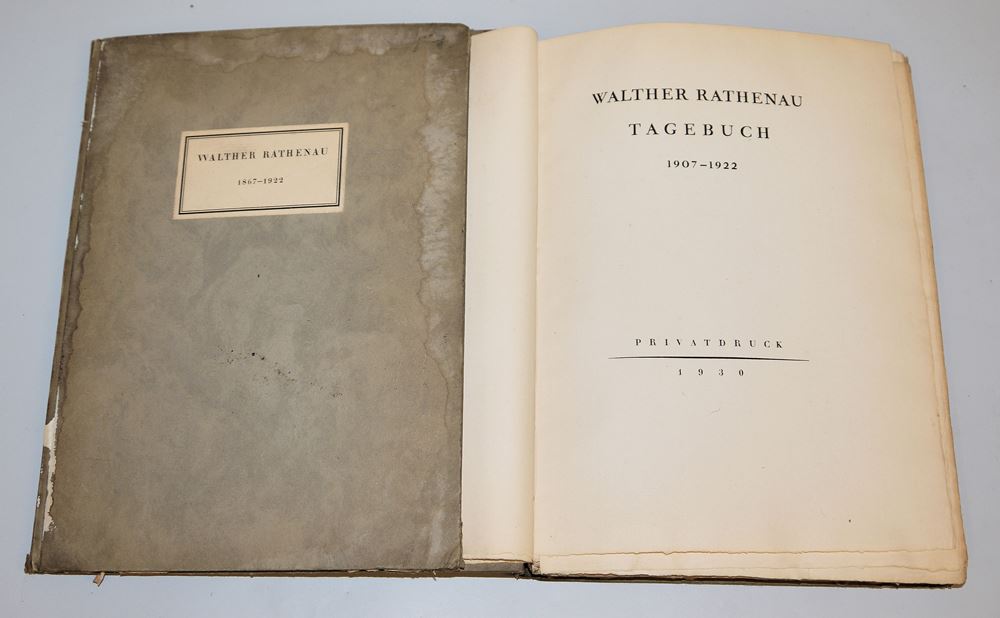 WALTHER RATHENAU
1867–1922
WALTHER RATHENAU
TAGEBUCH
1907–1922
PRIVATDRUCK
1930